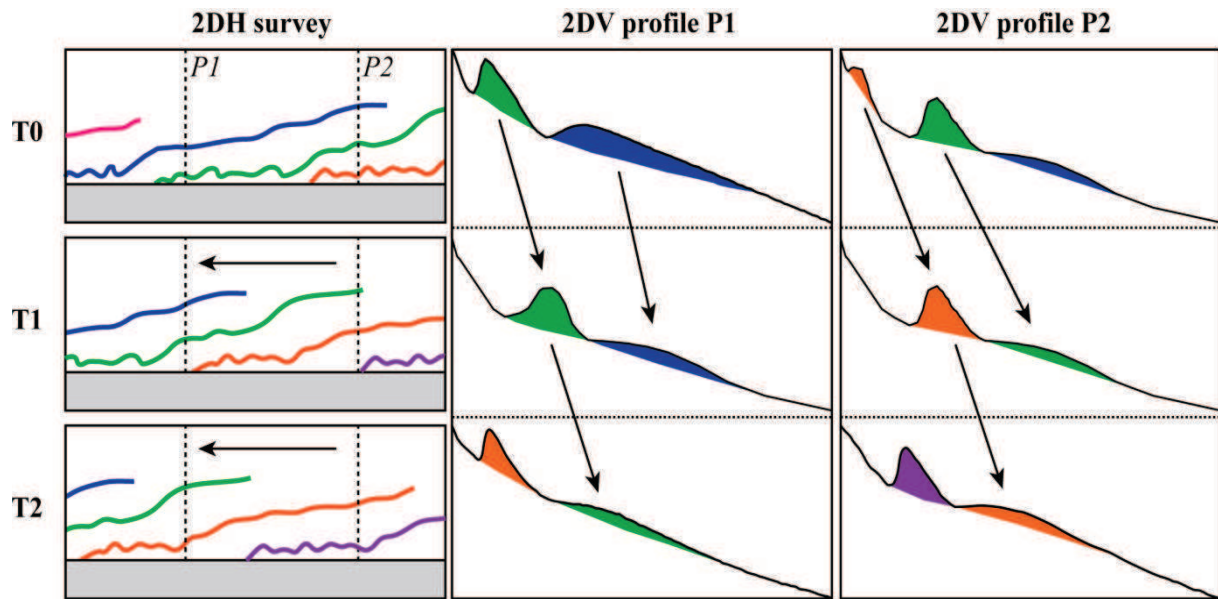 2DH survey
2DV profile P1
2DV profile P2
P1
P2
T0
T1
T2